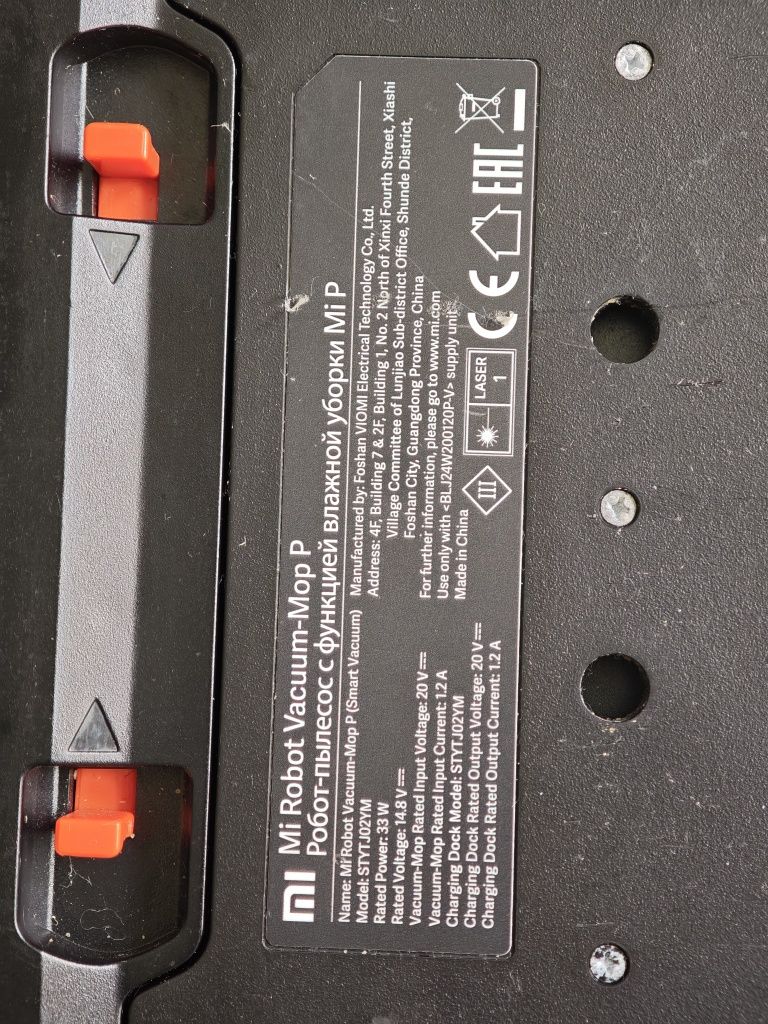 mi
Mi Robot Vacuum-Mop P
Робот-пылесос с функцией влажной уборки Mi P
Name: Mi Robot Vacuum-Mop P (Smart Vacuum)
Model: STYTJ02YM
Rated Power: 33 W
Rated Voltage: 14.8 V
Vacuum-Mop Rated Input Voltage: 20 V
Vacuum-Mop Rated Input Current: 1.2 A
Charging Dock Model: STYTJ02YM
Charging Dock Rated Output Voltage: 20 V
Charging Dock Rated Output Current: 1.2 A
Manufactured by: Foshan VIOMI Electrical Technology Co., Ltd.
Address: 4F, Building 7 & 2F, Building 1, No. 2 North of Xinxi Fourth Street, Xiashi
Village Committee of Lunjiao Sub-district Office, Shunde District,
Foshan City, Guangdong Province, China
For further information, please go to www.mi.com
Use only with <BLJ24W200120P-V> supply unit
Made in China
III
LASER
1
CE
EAC